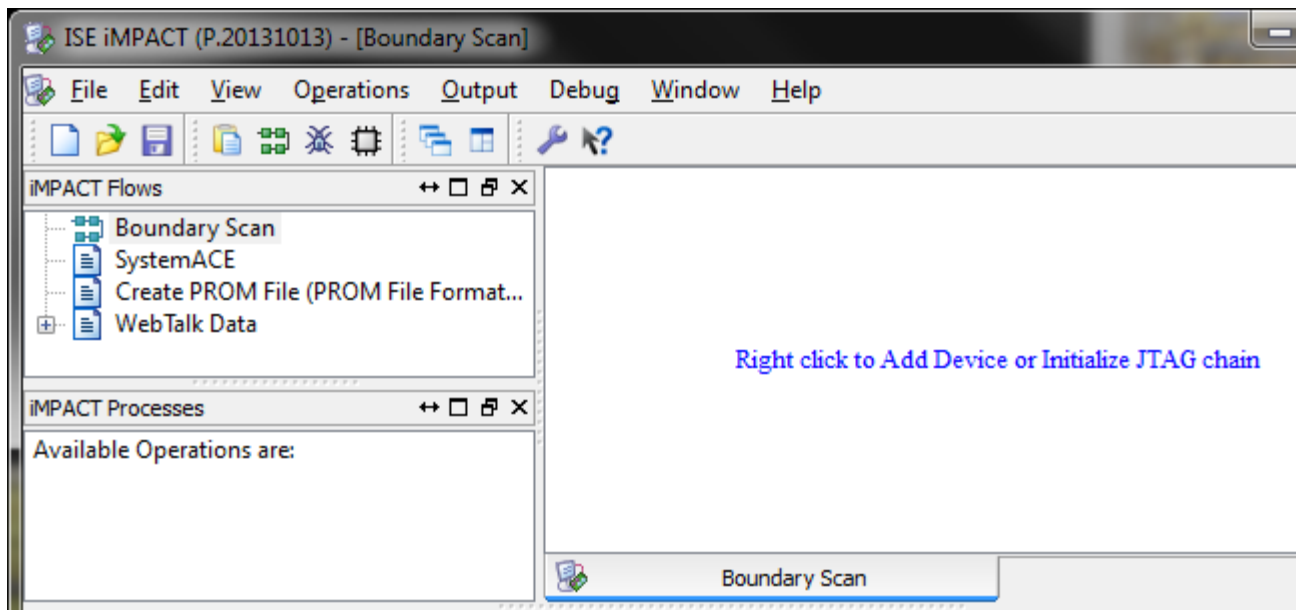 ISE iMPACT (P.20131013) - [Boundary Scan]
File Edit View Operations Output Debug Window Help
iMPACT Flows
Boundary Scan
SystemACE
Create PROM File (PROM File Format...
WebTalk Data
iMPACT Processes
Available Operations are:
Right click to Add Device or Initialize JTAG chain
Boundary Scan